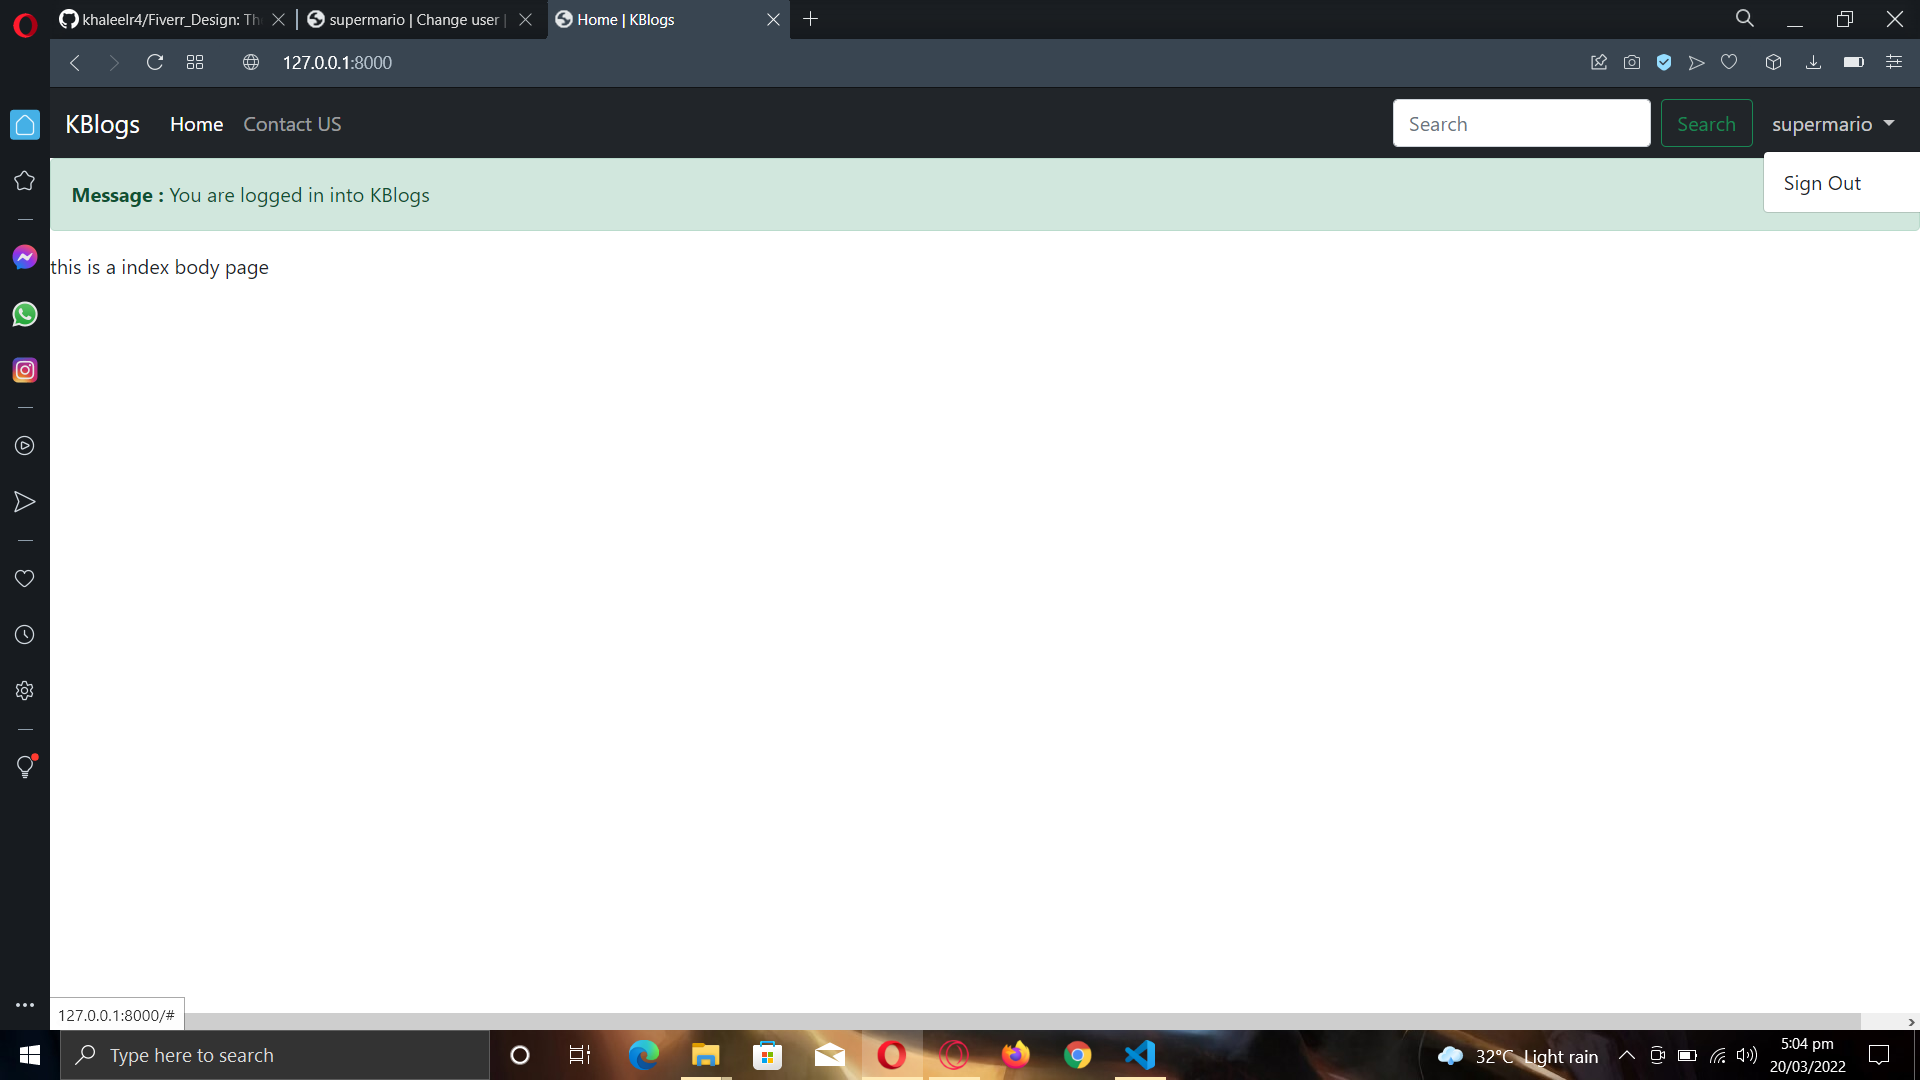 khaleelr4/Fiverr_Design: Th
supermario | Change user |
Home | KBlogs
127.0.0.1:8000
KBlogs
Home
Contact US
Search
Search
supermario
Sign Out
Message : You are logged in into KBlogs
this is a index body page
127.0.0.1:8000/#
Type here to search
32°C Light rain
5:04 pm
20/03/2022